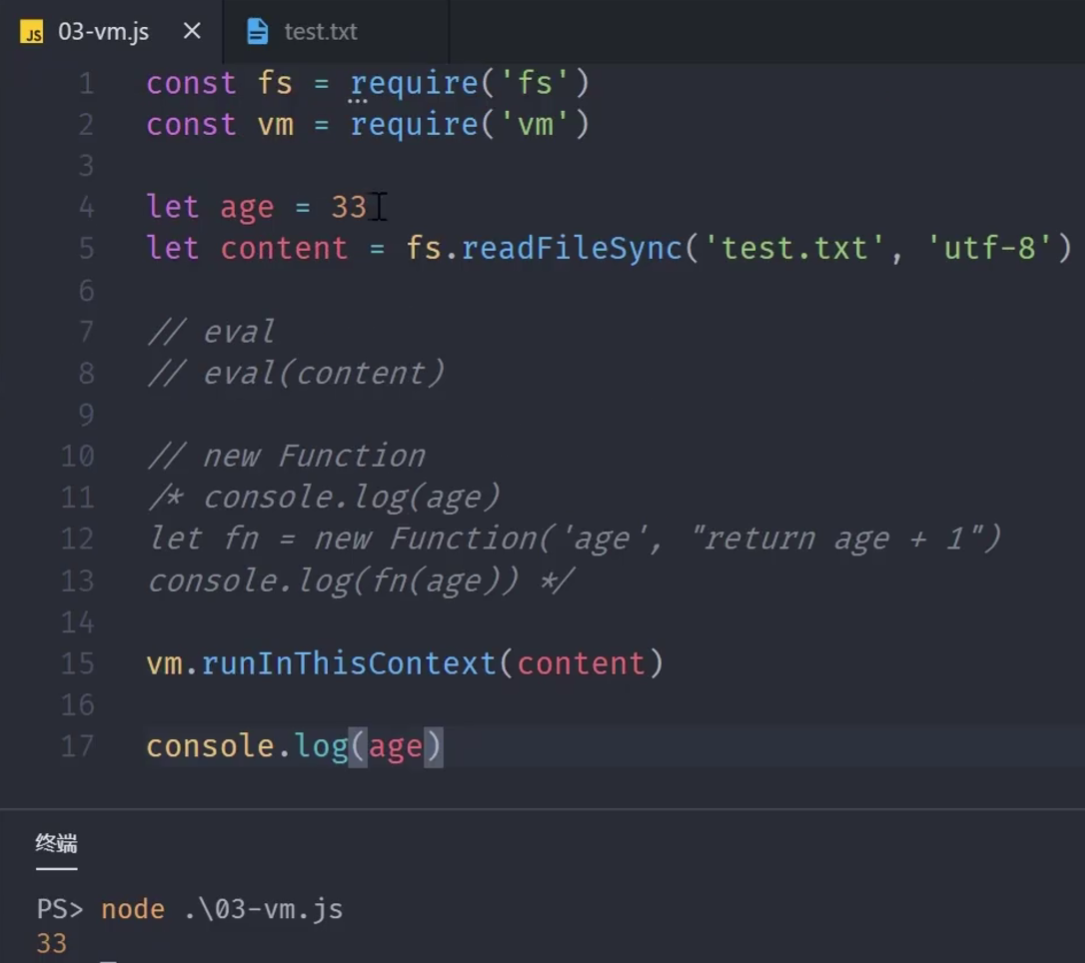 JS 03-vm.js × test.txt
1 const fs = require('fs')
2 const vm = require('vm')
3
4 let age = 33
5 let content = fs.readFileSync('test.txt', 'utf-8')
6
7 // eval
8 // eval(content)
9
10 // new Function
11 /* console.log(age)
12 let fn = new Function('age', "return age + 1")
13 console.log(fn(age)) */
14
15 vm.runInThisContext(content)
16
17 console.log(age)
终端
PS> node .\03-vm.js
33